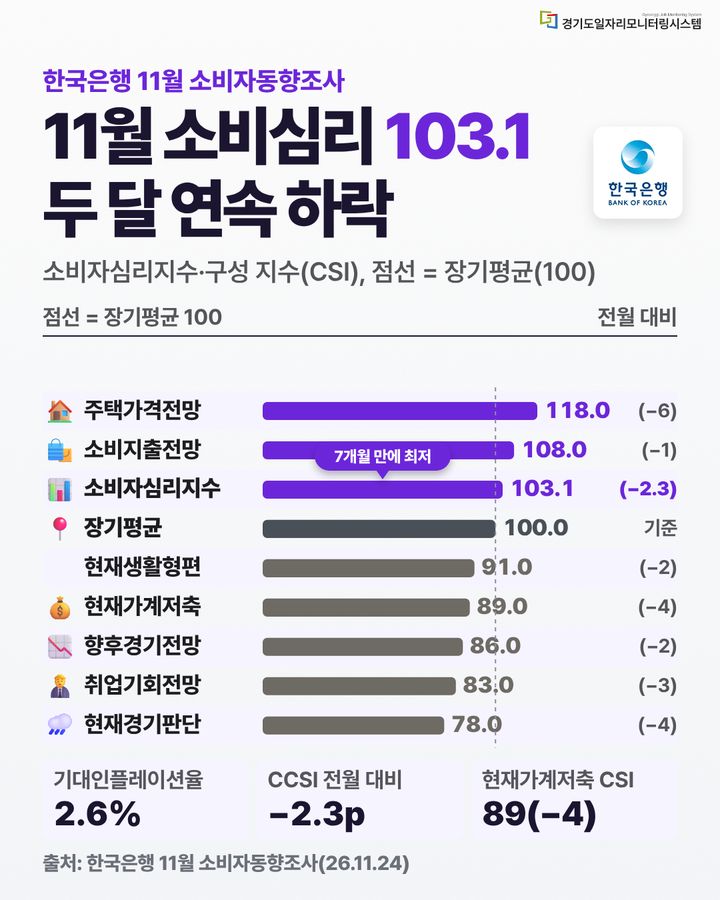 경기도일자리모니터링시스템
한국은행 11월 소비자동향조사
11월 소비심리 103.1
두 달 연속 하락
한국은행
BANK OF KOREA
소비자심리지수·구성 지수(CSI), 점선 = 장기평균(100)
점선 = 장기평균 100 전월 대비
주택가격전망 118.0 (−6)
소비지출전망 108.0 (−1)
7개월 만에 최저
소비자심리지수 103.1 (−2.3)
장기평균 100.0 기준
현재생활형편 91.0 (−2)
현재가계저축 89.0 (−4)
향후경기전망 86.0 (−2)
취업기회전망 83.0 (−3)
현재경기판단 78.0 (−4)
기대인플레이션율 CCSI 전월 대비 현재가계저축 CSI
2.6% −2.3p 89(−4)
출처: 한국은행 11월 소비자동향조사(26.11.24)